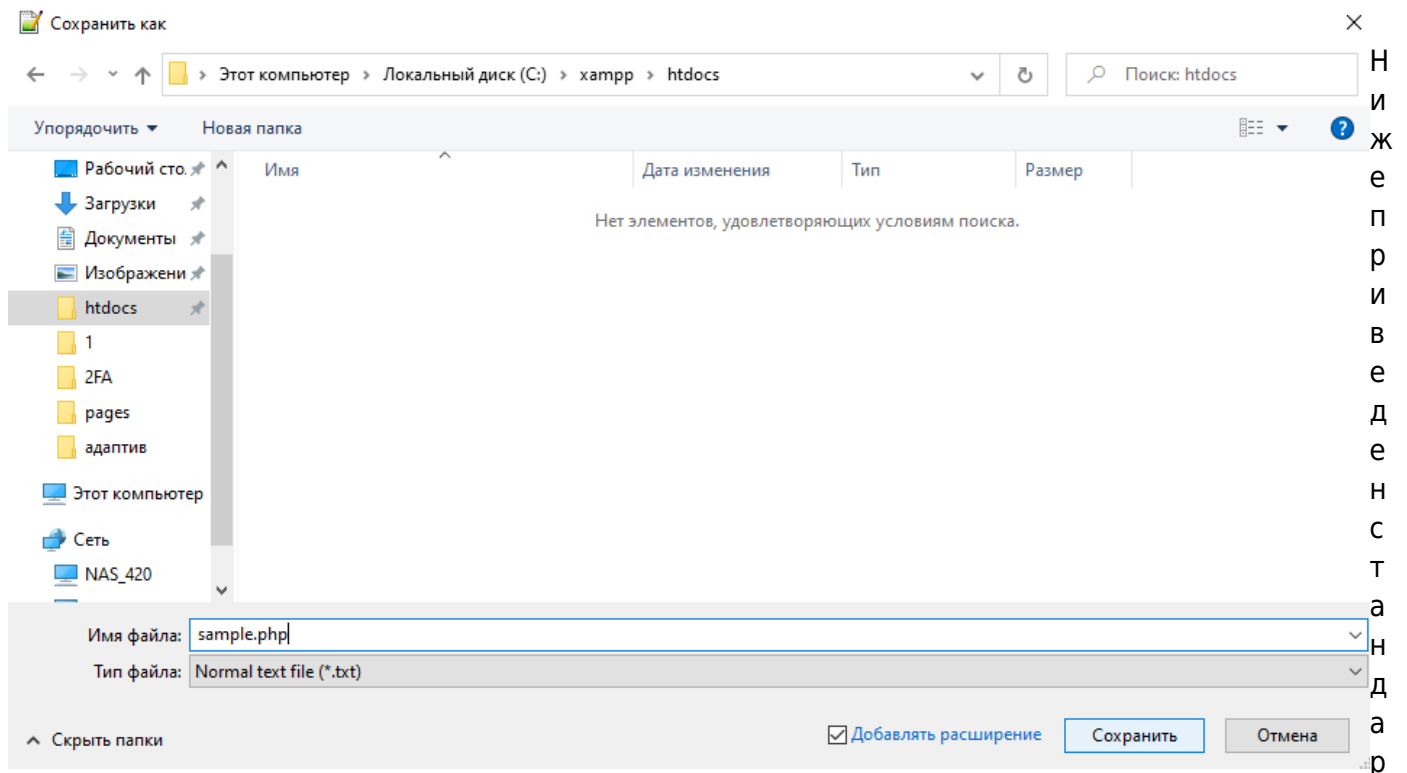 Сохранить как
Этот компьютер > Локальный диск (C:) > xampp > htdocs
Поиск: htdocs
Упорядочить
Новая папка
Имя
Дата изменения
Тип
Размер
Нет элементов, удовлетворяющих условиям поиска.
Рабочий сто.
Загрузки
Документы
Изображени
htdocs
1
2FA
pages
адаптив
Этот компьютер
Сеть
NAS_420
Имя файла: sample.php
Тип файла: Normal text file (*.txt)
Скрыть папки
Добавлять расширение
Сохранить
Отмена
Н
и
ж
е
п
р
и
в
е
д
е
н
с
т
а
н
д
а
р